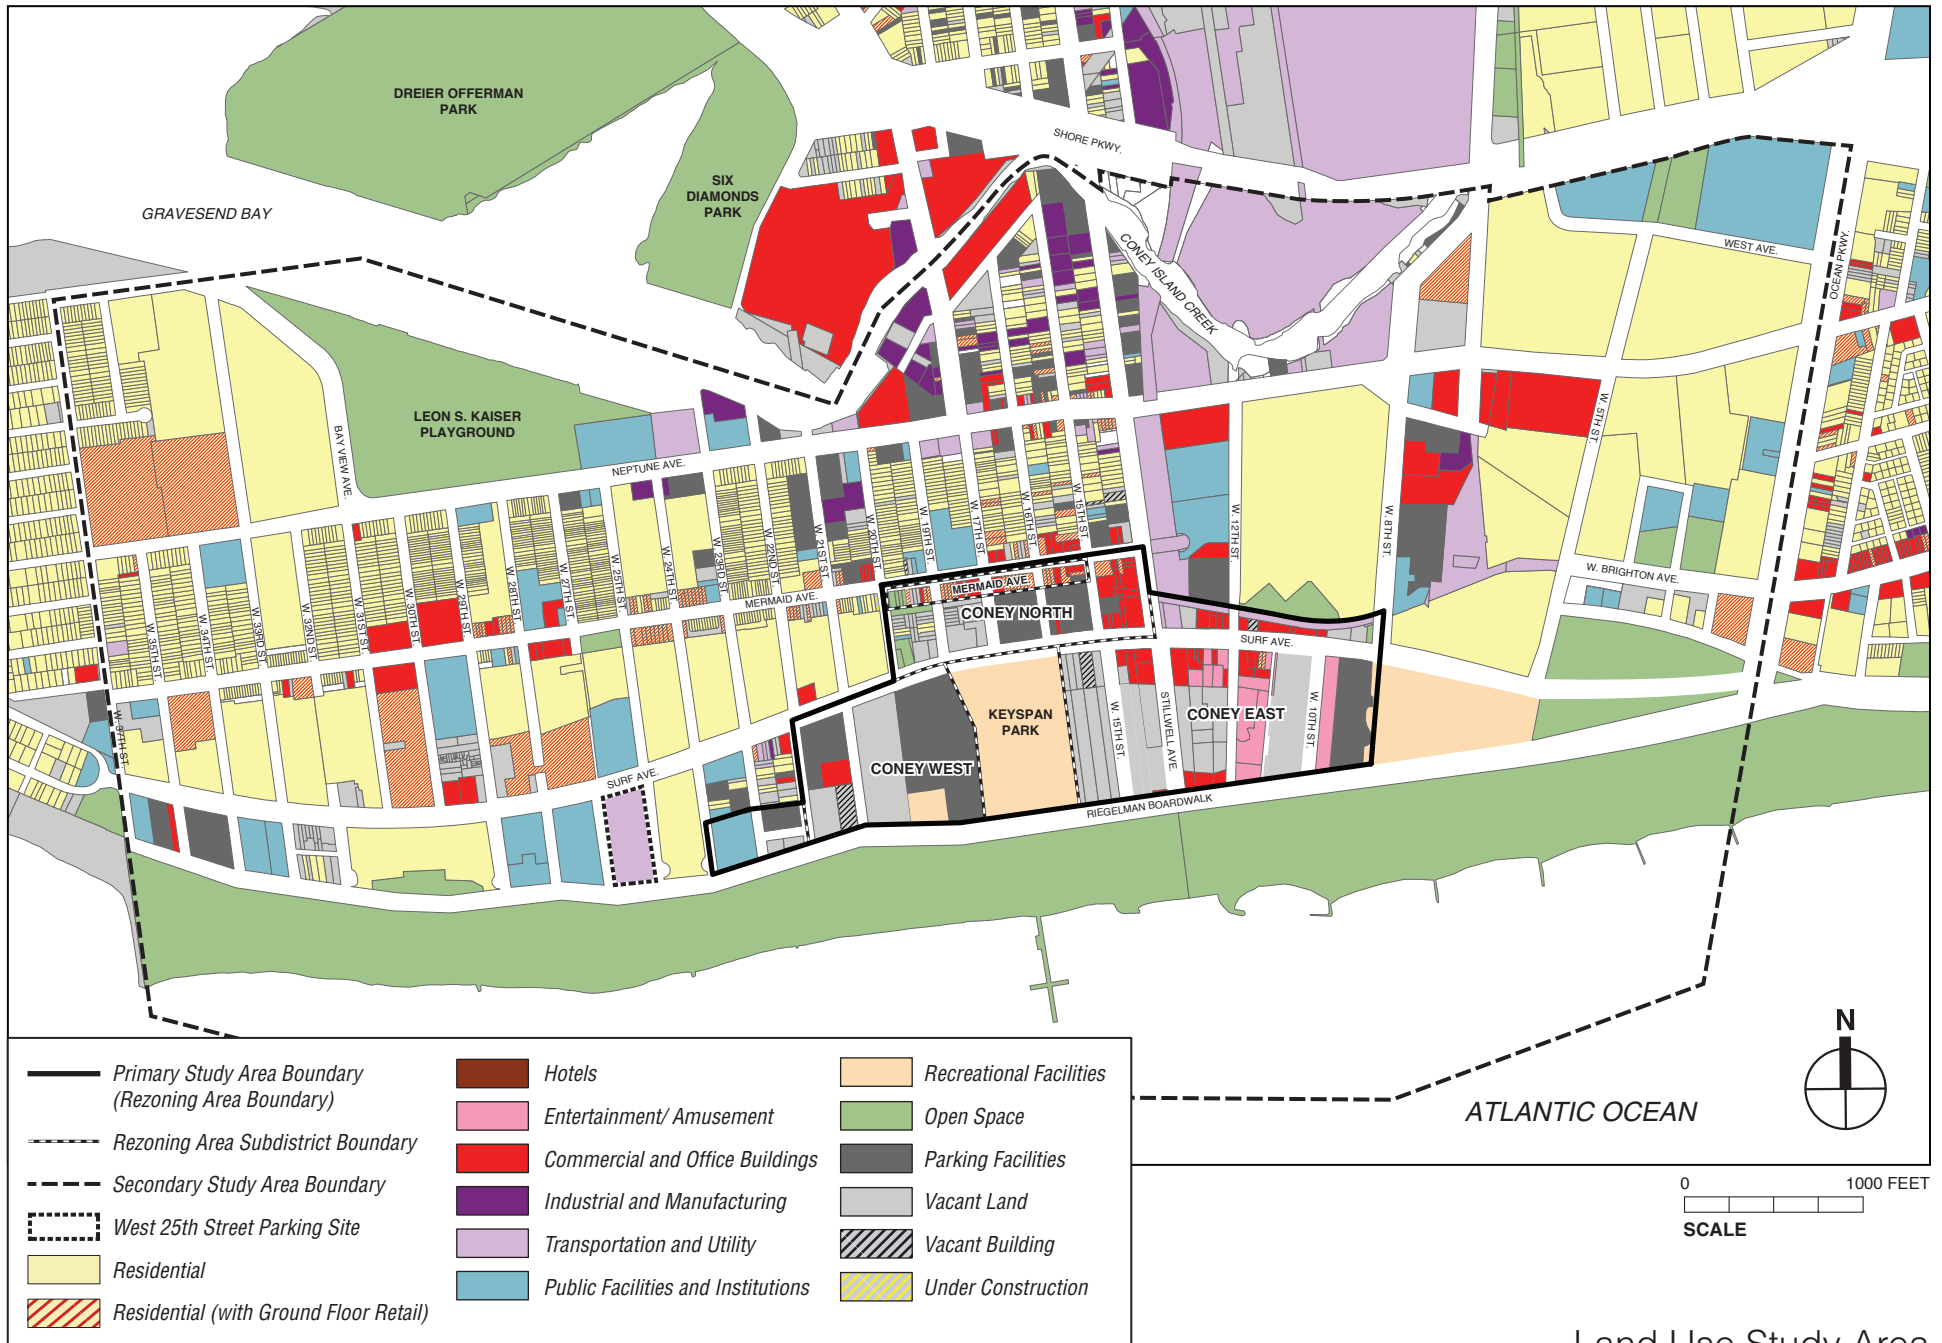 DREIER OFFERMAN
PARK
SIX
DIAMONDS
PARK
SHORE PKWY.
GRAVESEND BAY
CONEY ISLAND CREEK
WEST AVE.
OCEAN PKWY.
LEON S. KAISER
PLAYGROUND
BAY VIEW AVE.
NEPTUNE AVE.
W. 5TH ST.
W. 37TH ST.
W. 35TH ST.
W. 34TH ST.
W. 33RD ST.
W. 32ND ST.
W. 31ST ST.
W. 30TH ST.
W. 29TH ST.
W. 28TH ST.
W. 27TH ST.
W. 25TH ST.
W. 24TH ST.
W. 23RD ST.
W. 22ND ST.
W. 21ST ST.
W. 20TH ST.
W. 19TH ST.
W. 17TH ST.
W. 16TH ST.
W. 15TH ST.
W. 12TH ST.
W. 8TH ST.
W. BRIGHTON AVE.
MERMAID AVE.
MERMAID AVE.
CONEY NORTH
SURF AVE.
KEYSPAN
PARK
W. 15TH ST.
STILLWELL AVE.
CONEY EAST
W. 10TH ST.
CONEY WEST
SURF AVE.
RIEGELMAN BOARDWALK
N
ATLANTIC OCEAN
Primary Study Area Boundary
(Rezoning Area Boundary)
Rezoning Area Subdistrict Boundary
Secondary Study Area Boundary
West 25th Street Parking Site
Residential
Residential (with Ground Floor Retail)
Hotels
Entertainment/ Amusement
Commercial and Office Buildings
Industrial and Manufacturing
Transportation and Utility
Public Facilities and Institutions
Recreational Facilities
Open Space
Parking Facilities
Vacant Land
Vacant Building
Under Construction
0 1000 FEET
SCALE
Land Use Study Area